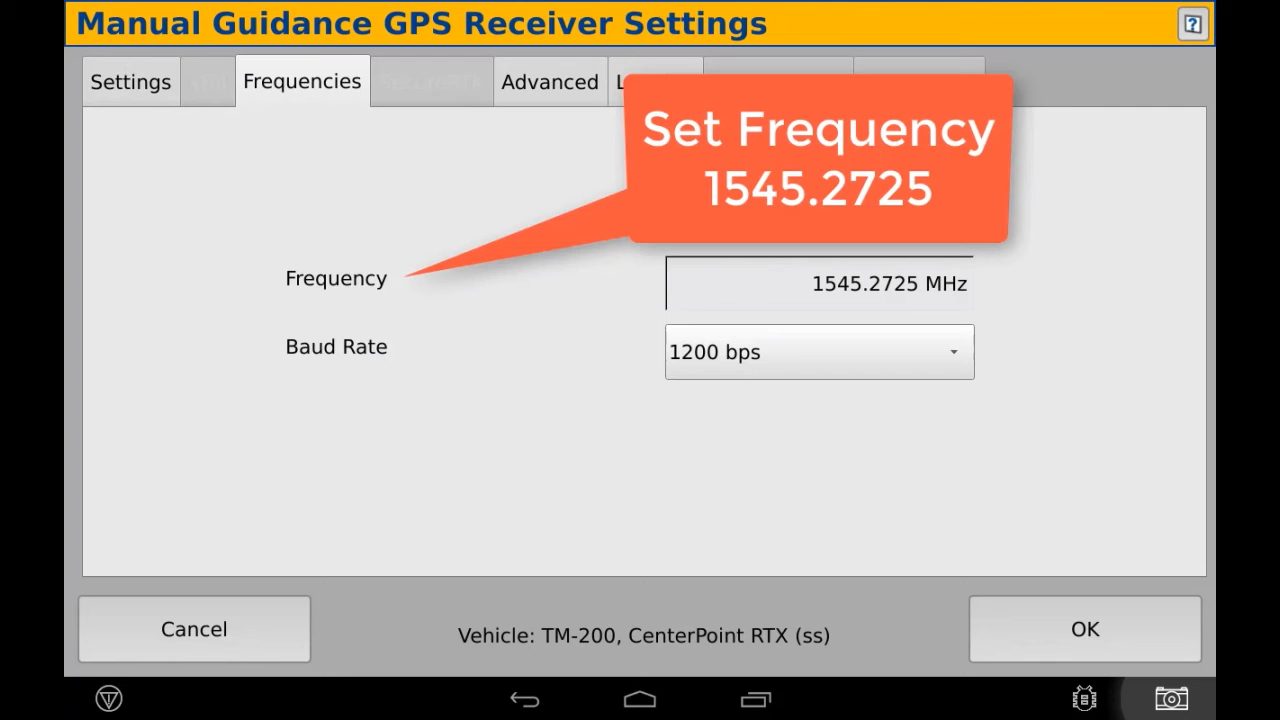 Manual Guidance GPS Receiver Settings
Settings
Frequencies
Advanced
Set Frequency
1545.2725
Frequency
1545.2725 MHz
Baud Rate
1200 bps
Cancel
Vehicle: TM-200, CenterPoint RTX (ss)
OK